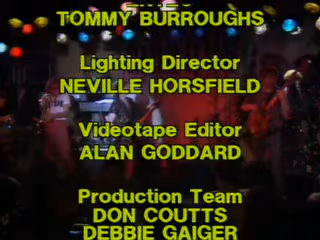 TOMMY BURROUGHS
Lighting Director
NEVILLE HORSFIELD
Videotape Editor
ALAN GODDARD
Production Team
DON COUTTS
DEBBIE GAIGER